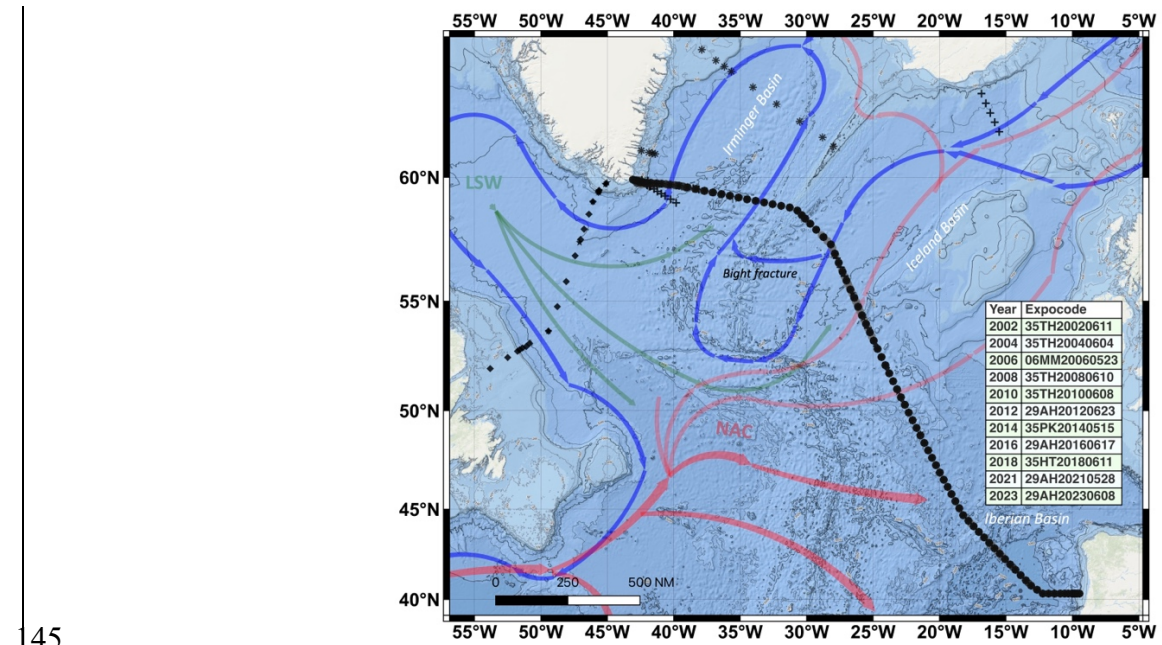 55°W 50°W 45°W 40°W 35°W 30°W 25°W 20°W 15°W 10°W 5°W
Irminger Basin
60°N
LSW
Iceland Basin
Bight fracture
55°N
Year Expocode
2002 35TH20020611
2004 35TH20040604
2006 06MM20060523
2008 35TH20080610
2010 35TH20100608
2012 29AH20120623
2014 35PK20140515
2016 29AH20160617
2018 35HT20180611
2021 29AH20210528
2023 29AH20230608
50°N
NAC
45°N
Iberian Basin
0 250 500 NM
40°N
55°W 50°W 45°W 40°W 35°W 30°W 25°W 20°W 15°W 10°W 5°W
145